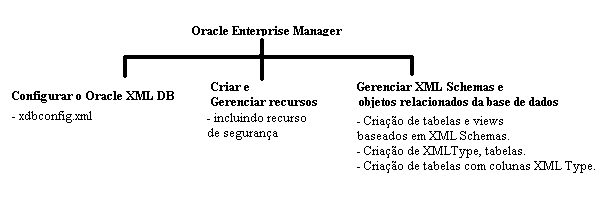 Oracle Enterprise Manager
Configurar o Oracle XML DB
- xdbconfig.xml
Criar e
Gerenciar recursos
- incluindo recurso
de segurança
Gerenciar XML Schemas e
objetos relacionados da base de dados
- Criação de tabelas e views
baseados em XML Schemas.
- Criação de XMLType, tabelas.
- Criação de tabelas com colunas XML Type.